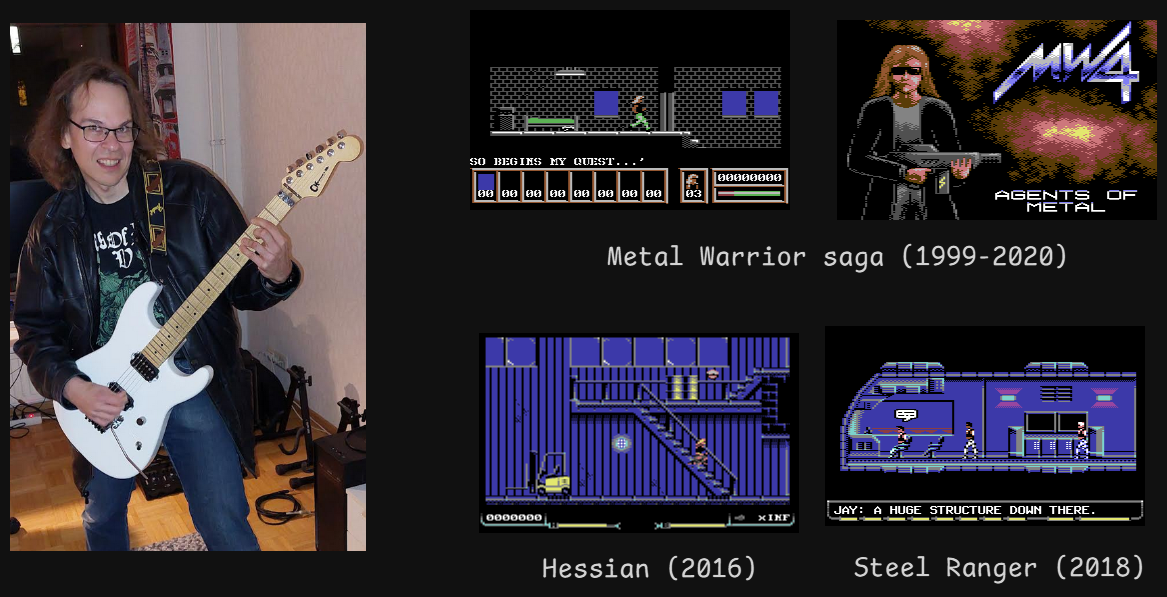 SO BEGINS MY QUEST...'
00 00 00 00 00 00 00 00 03 00000000
MW4
AGENTS OF
METAL
Metal Warrior saga (1999-2020)
0000000 xINF
JAY: A HUGE STRUCTURE DOWN THERE.
Hessian (2016)
Steel Ranger (2018)